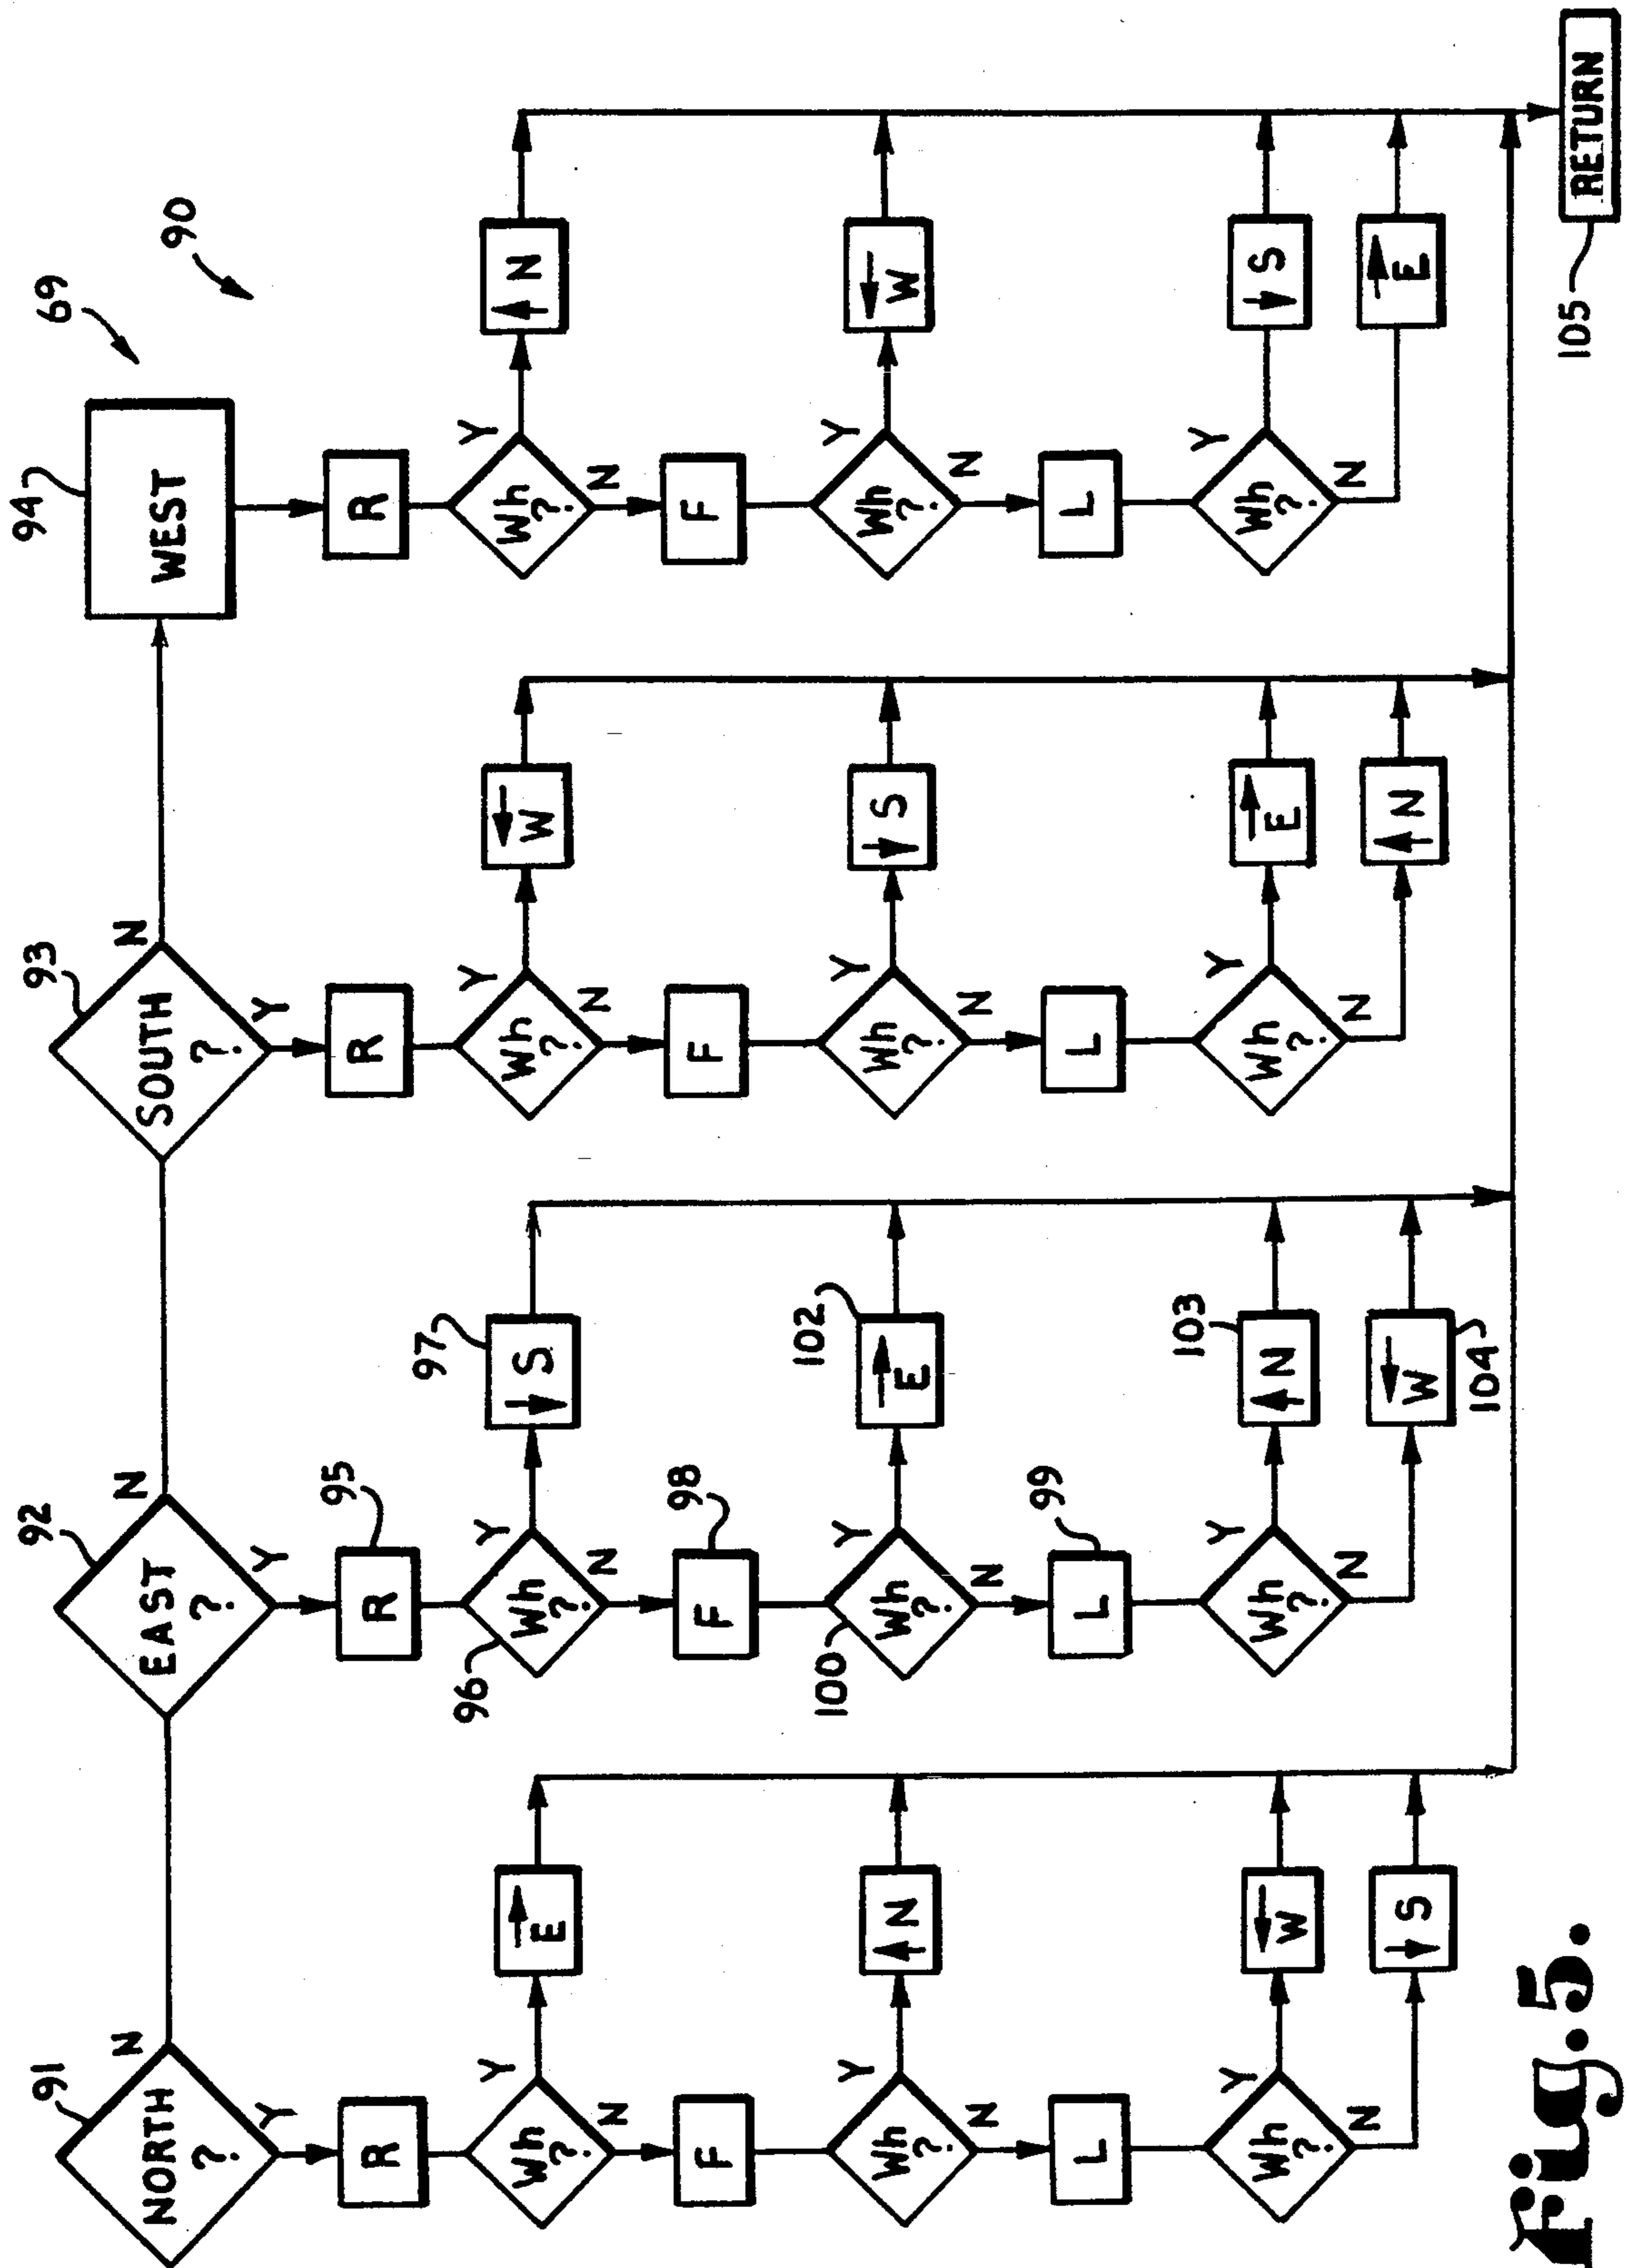 69
90
91
92
93
94
NORTH
?
N
Y
EAST
?
N
Y
SOUTH
?
N
Y
WEST
R
Wh
?
Y
N
E
F
Wh
?
Y
N
N
L
Wh
?
Y
N
W
S
95
R
96
Wh
?
Y
N
97
S
98
F
100
Wh
?
Y
N
102
E
99
L
Wh
?
Y
N
103
N
W
104
R
Wh
?
Y
N
W
F
Wh
?
Y
N
S
L
Wh
?
Y
N
E
N
R
Wh
?
Y
N
N
F
Wh
?
Y
N
W
L
Wh
?
Y
N
S
E
105
RETURN
fig.5.